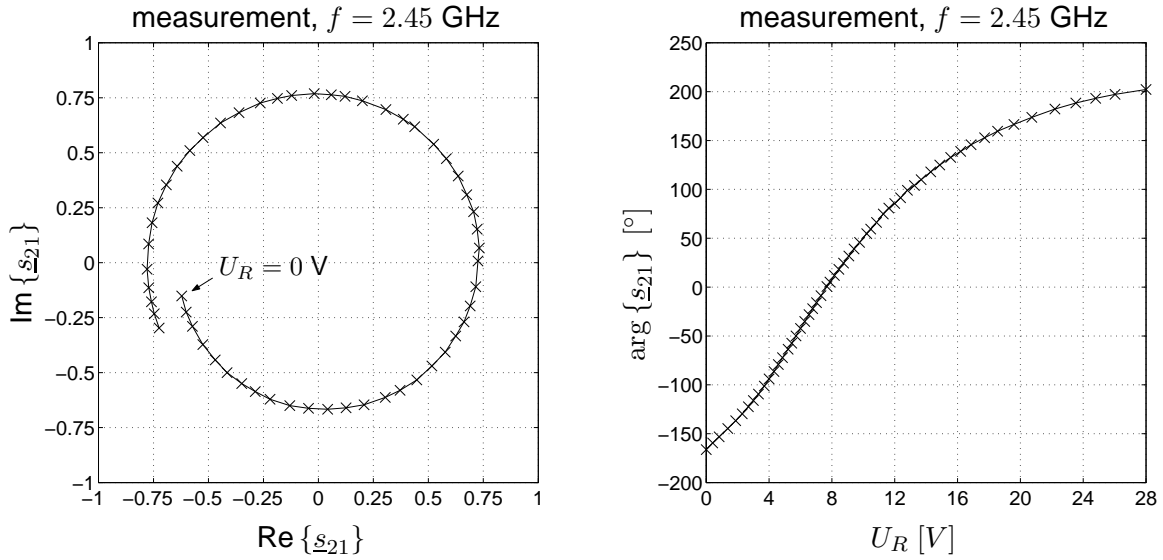 measurement, f = 2.45 GHz
1
0.75
0.5
0.25
0
−0.25
−0.5
−0.75
−1
−1 −0.75 −0.5 −0.25 0 0.25 0.5 0.75 1
Im {s21}
Re {s21}
U_R = 0 V
measurement, f = 2.45 GHz
250
200
150
100
50
0
−50
−100
−150
−200
0 4 8 12 16 20 24 28
arg {s21} [°]
U_R [V]